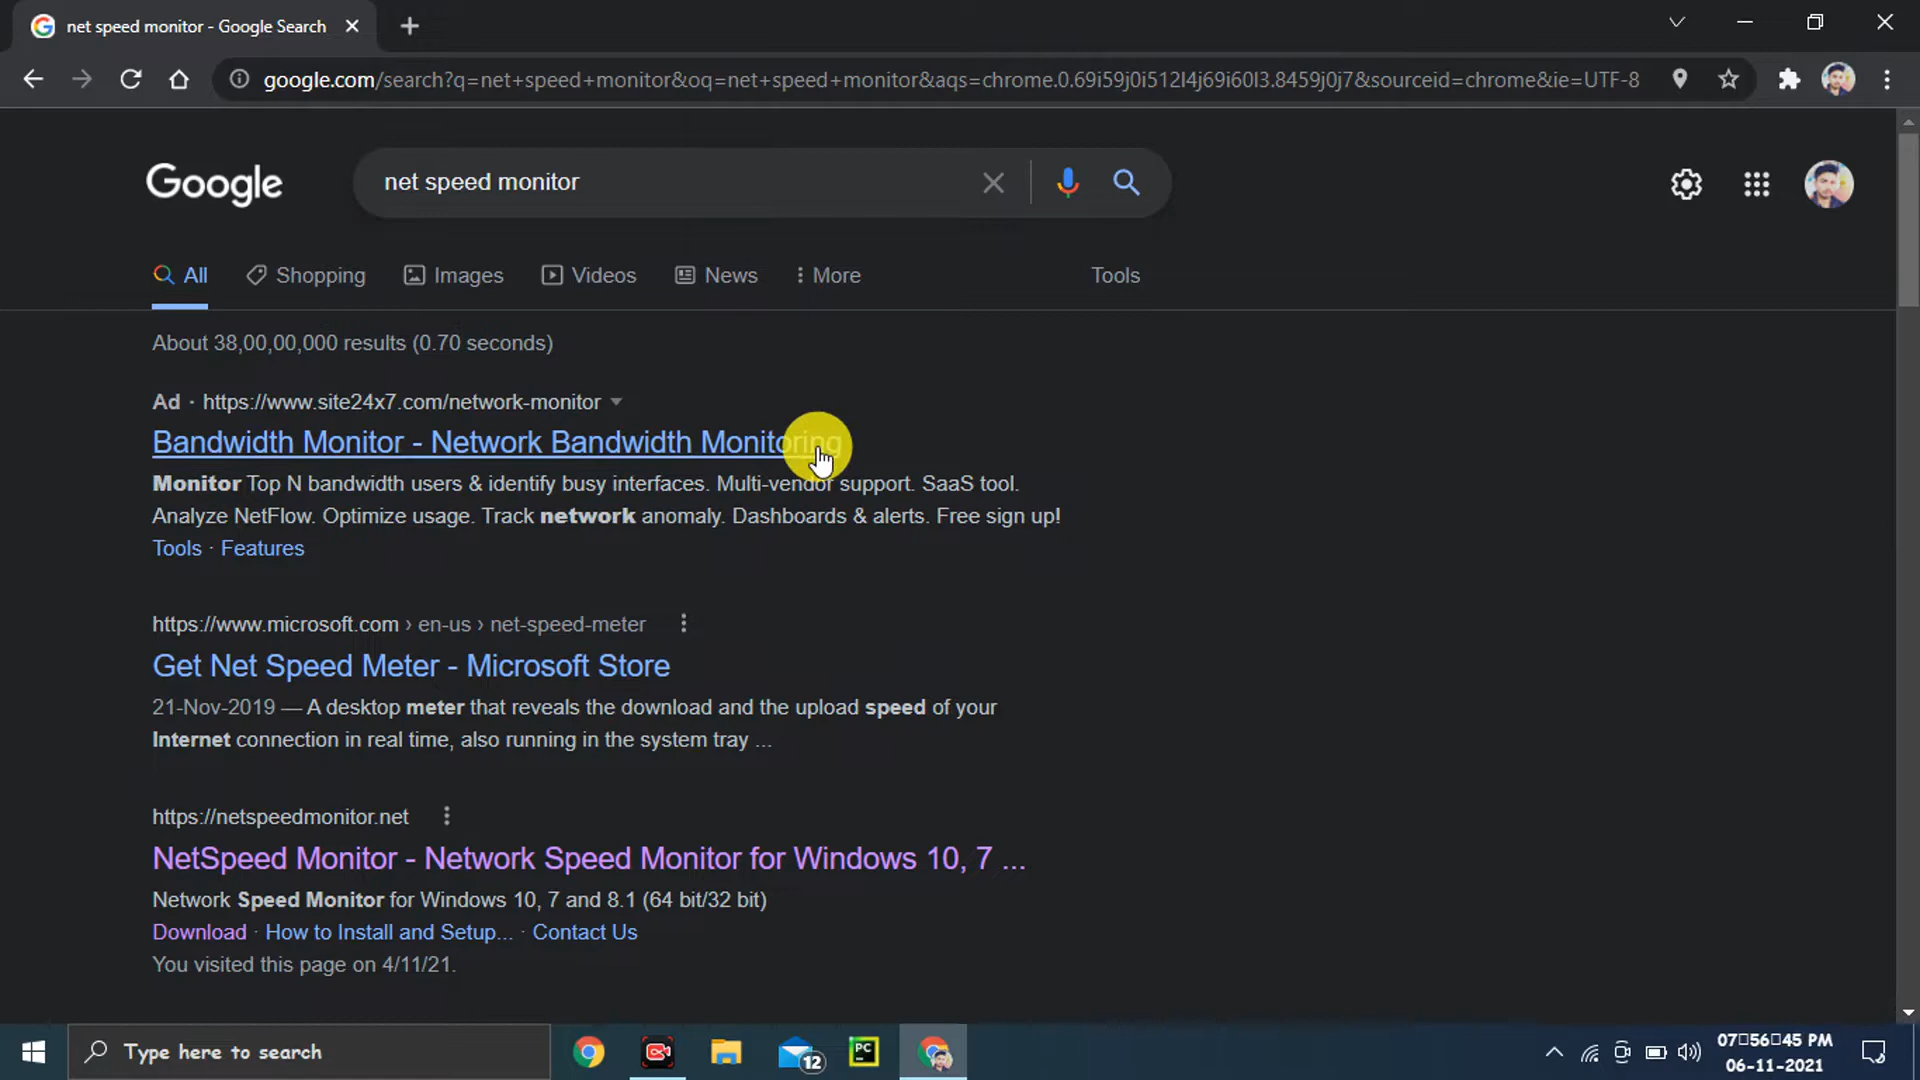 net speed monitor - Google Search
google.com/search?q=net+speed+monitor&oq=net+speed+monitor&aqs=chrome.0.69i59j0i512l4j69i60l3.8459j0j7&sourceid=chrome&ie=UTF-8
Google
net speed monitor
All Shopping Images Videos News More Tools
About 38,00,00,000 results (0.70 seconds)
Ad · https://www.site24x7.com/network-monitor
Bandwidth Monitor - Network Bandwidth Monitoring
Monitor Top N bandwidth users & identify busy interfaces. Multi-vendor support. SaaS tool.
Analyze NetFlow. Optimize usage. Track network anomaly. Dashboards & alerts. Free sign up!
Tools · Features
https://www.microsoft.com › en-us › net-speed-meter
Get Net Speed Meter - Microsoft Store
21-Nov-2019 — A desktop meter that reveals the download and the upload speed of your
Internet connection in real time, also running in the system tray ...
https://netspeedmonitor.net
NetSpeed Monitor - Network Speed Monitor for Windows 10, 7 ...
Network Speed Monitor for Windows 10, 7 and 8.1 (64 bit/32 bit)
Download · How to Install and Setup... · Contact Us
You visited this page on 4/11/21.
Type here to search
12
PC
07▯56▯45 PM
06-11-2021